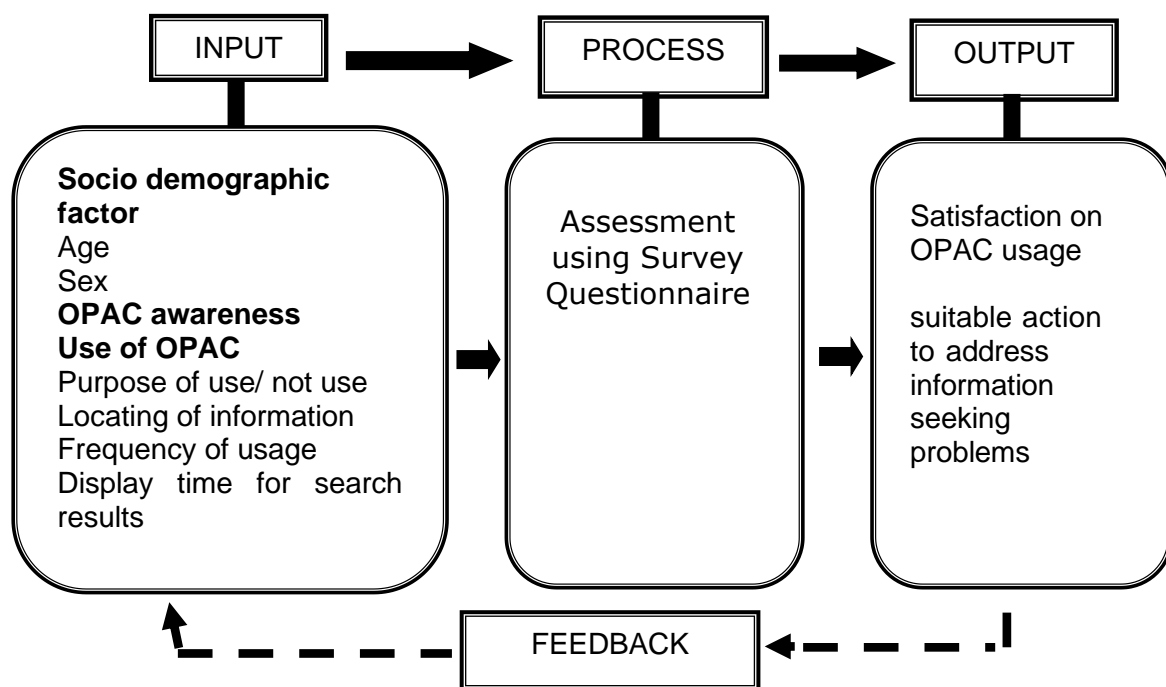 INPUT
PROCESS
OUTPUT
Socio demographic
factor
Age
Sex
OPAC awareness
Use of OPAC
Purpose of use/ not use
Locating of information
Frequency of usage
Display time for search
results
Assessment
using Survey
Questionnaire
Satisfaction on
OPAC usage
suitable action
to address
information
seeking
problems
FEEDBACK